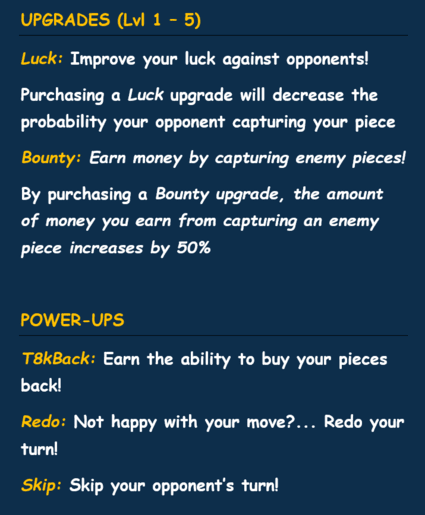 UPGRADES (Lvl 1 – 5)
Luck: Improve your luck against opponents!
Purchasing a Luck upgrade will decrease the
probability your opponent capturing your piece
Bounty: Earn money by capturing enemy pieces!
By purchasing a Bounty upgrade, the amount
of money you earn from capturing an enemy
piece increases by 50%
POWER-UPS
T8kBack: Earn the ability to buy your pieces
back!
Redo: Not happy with your move?... Redo your
turn!
Skip: Skip your opponent's turn!